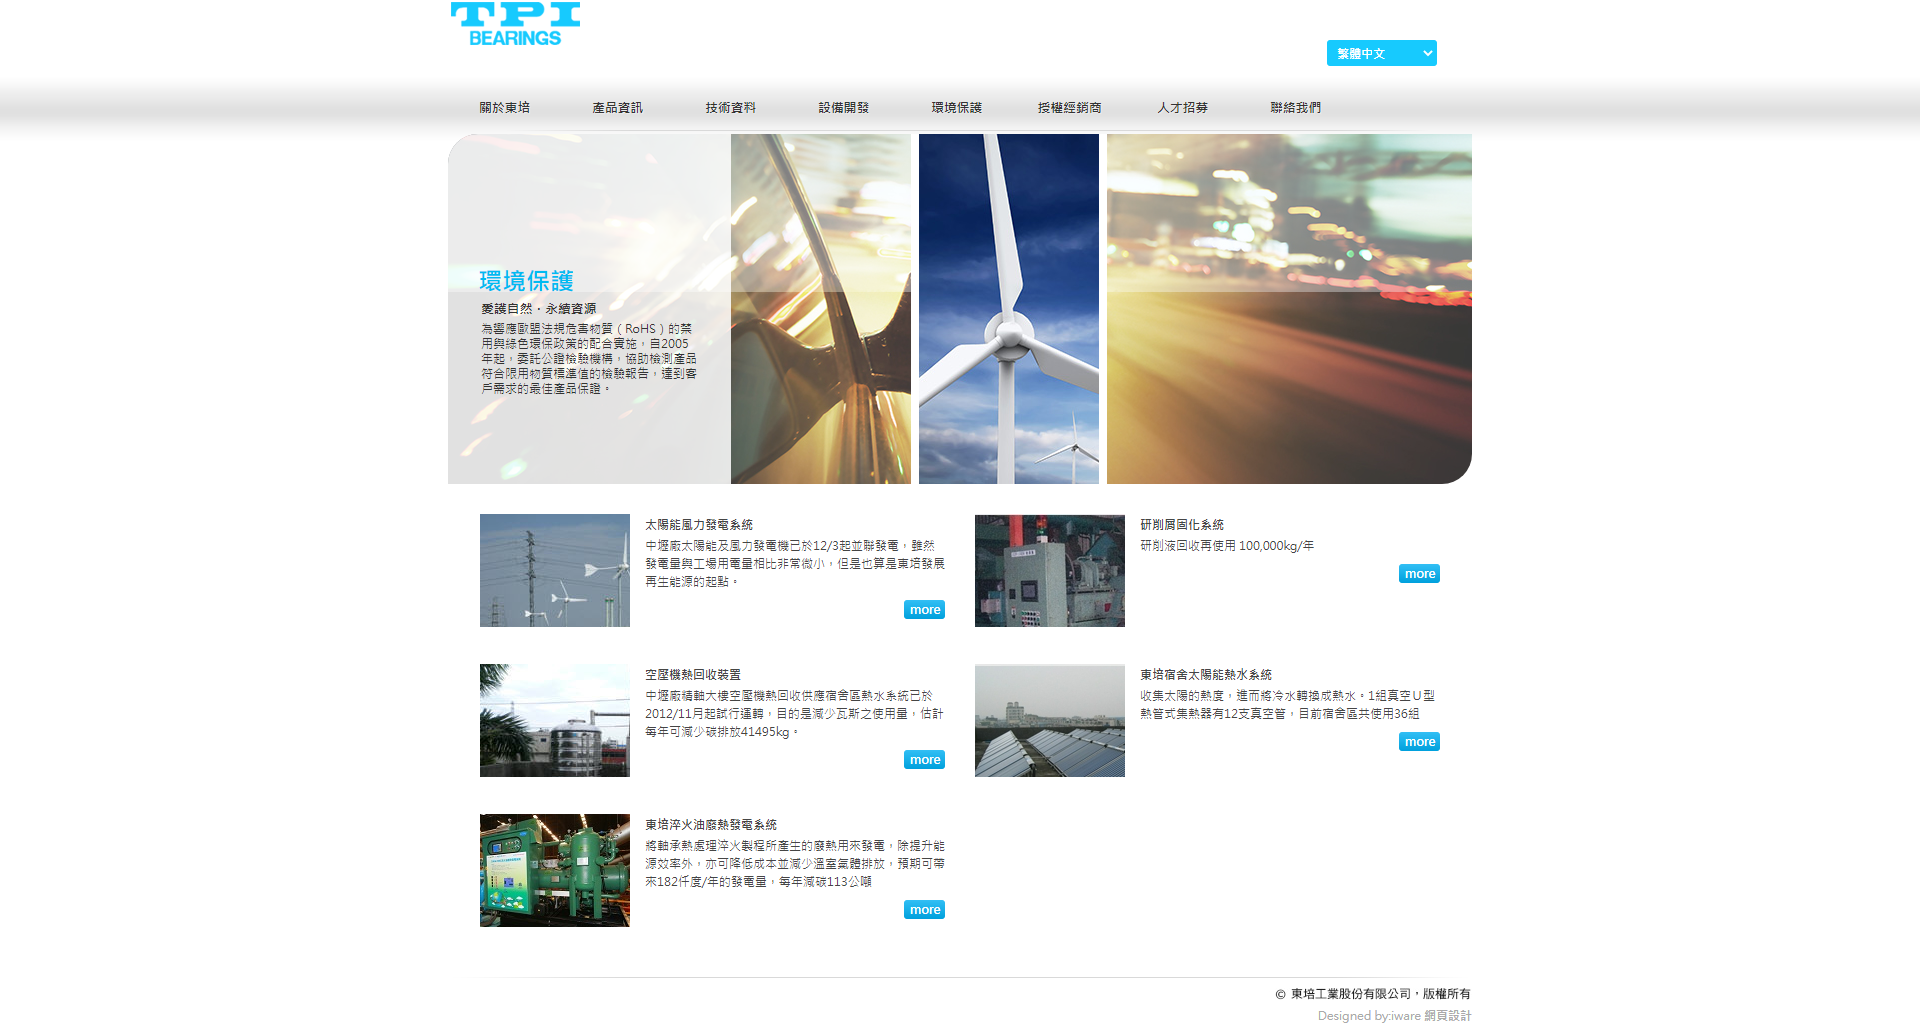 TPI
BEARINGS
繁體中文
關於東培
產品資訊
技術資料
設備開發
環境保護
授權經銷商
人才招募
聯絡我們
環境保護
愛護自然・永續資源
為響應歐盟法規危害物質（RoHS）的禁
用與綠色環保政策的配合實施，自2005
年起，委託公證檢驗機構，協助檢測產品
符合限用物質標準值的檢驗報告，達到客
戶需求的最佳產品保證。
太陽能風力發電系統
中壢廠太陽能及風力發電機已於12/3起並聯發電，雖然
發電量與工場用電量相比非常微小，但是也算是東培發展
再生能源的起點。
more
研削屑固化系統
研削液回收再使用 100,000kg/年
more
空壓機熱回收裝置
中壢廠精軸大樓空壓機熱回收供應宿舍區熱水系統已於
2012/11月起試行運轉，目的是減少瓦斯之使用量，估計
每年可減少碳排放41495kg。
more
東培宿舍太陽能熱水系統
收集太陽的熱度，進而將冷水轉換成熱水。1組真空Ｕ型
熱管式集熱器有12支真空管，目前宿舍區共使用36組
more
東培淬火油廢熱發電系統
將軸承熱處理淬火製程所產生的廢熱用來發電，除提升能
源效率外，亦可降低成本並減少溫室氣體排放，預期可帶
來182仟度/年的發電量，每年減碳113公噸
more
© 東培工業股份有限公司，版權所有
Designed by:iware 網頁設計